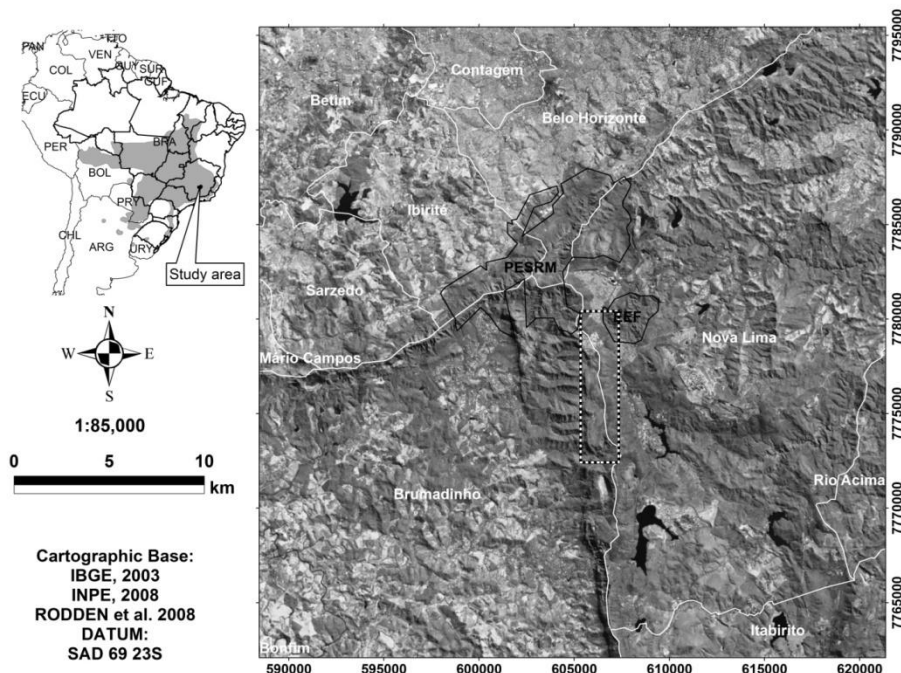 PAN
VEN
TTO
COL
GUY
SUR
GUF
ECU
PER
BRA
BOL
PRY
CHL
ARG
URY
Study area
N
W
E
S
1:85,000
0 5 10
km
Cartographic Base:
IBGE, 2003
INPE, 2008
RODDEN et al. 2008
DATUM:
SAD 69 23S
Contagem
Betim
Belo Horizonte
Ibirité
PESRM
Sarzedo
EEF
Nova Lima
Mário Campos
Brumadinho
Rio Acima
Itabirito
Bonfim
7795000
7790000
7785000
7780000
7775000
7770000
7765000
590000 595000 600000 605000 610000 615000 620000